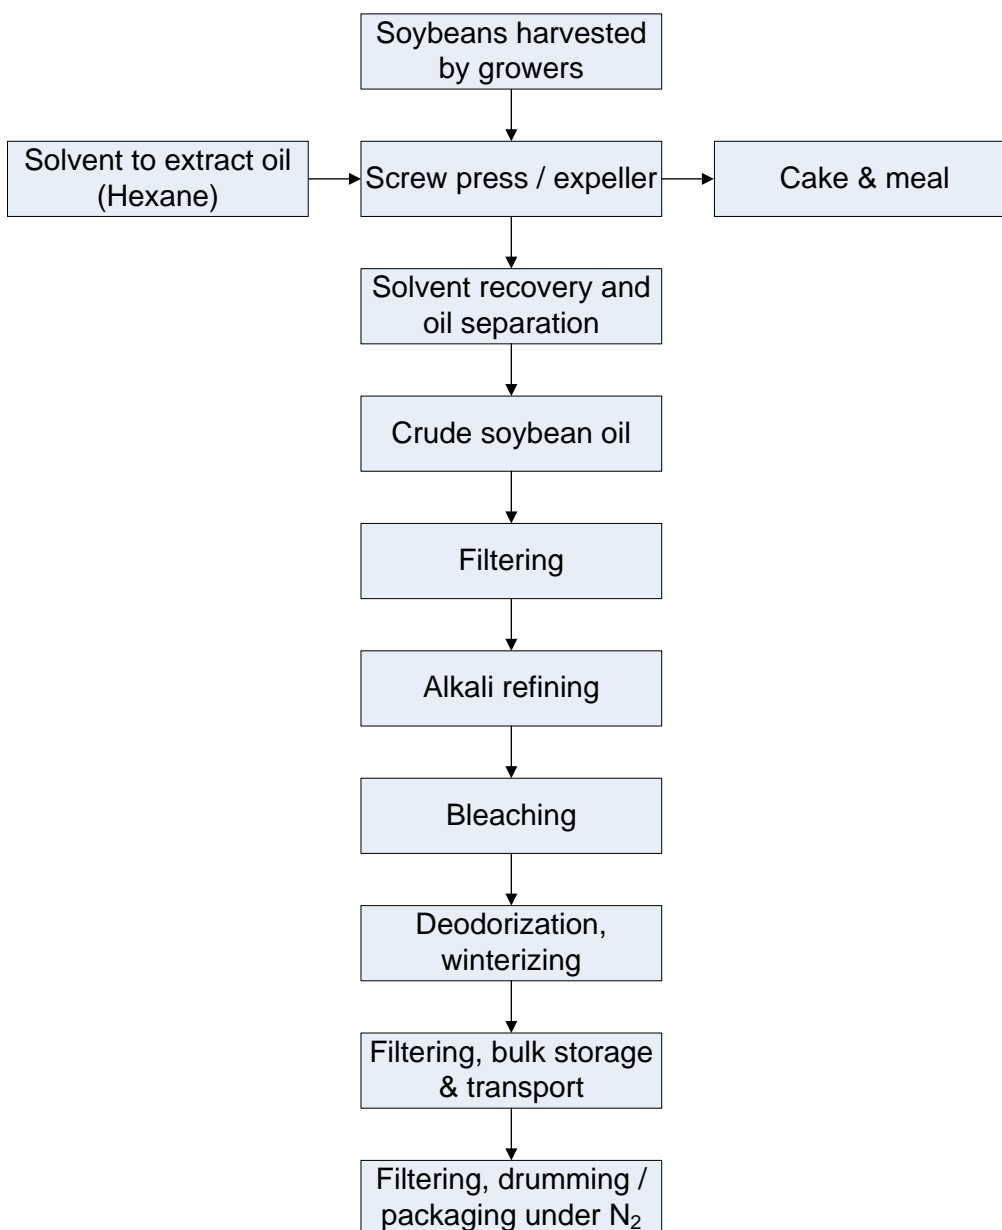 Soybeans harvested
by growers
Solvent to extract oil
(Hexane)
Screw press / expeller
Cake & meal
Solvent recovery and
oil separation
Crude soybean oil
Filtering
Alkali refining
Bleaching
Deodorization,
winterizing
Filtering, bulk storage
& transport
Filtering, drumming /
packaging under N₂